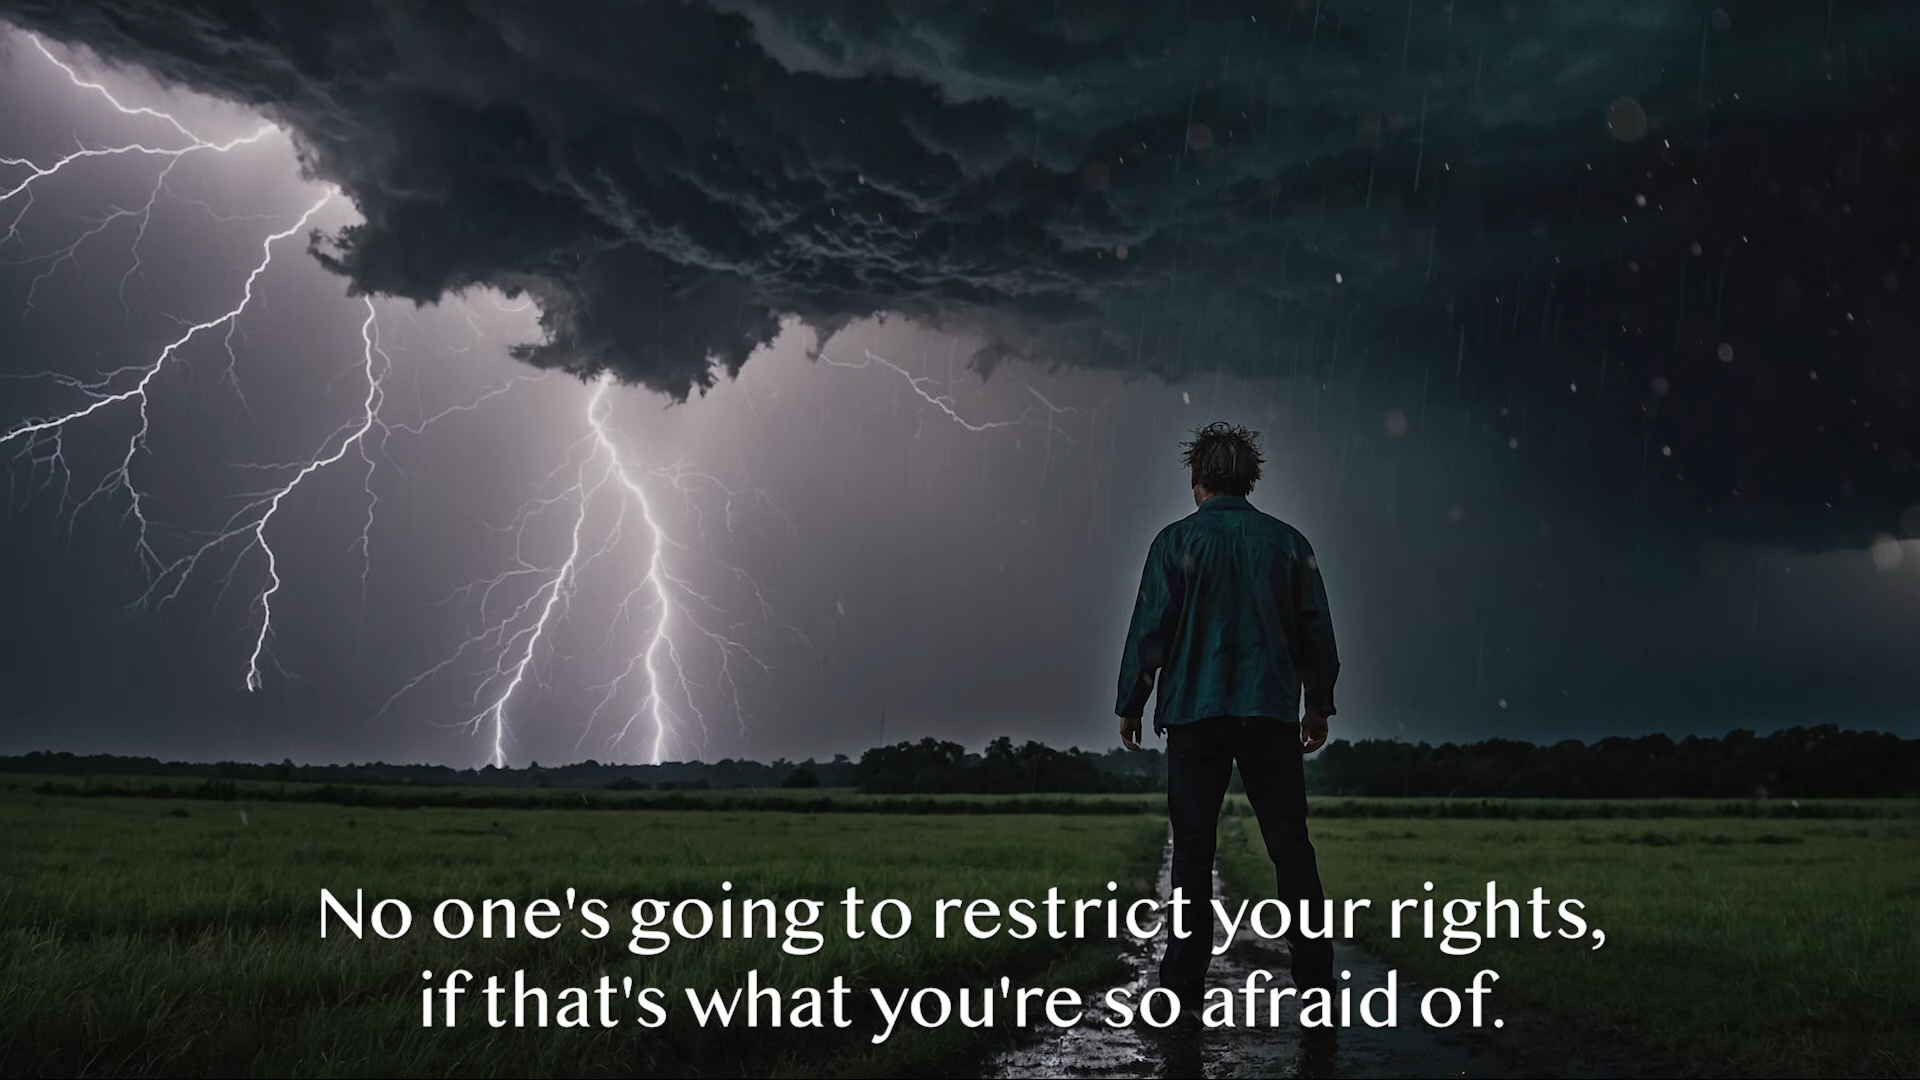 No one's going to restrict your rights,
if that's what you're so afraid of.